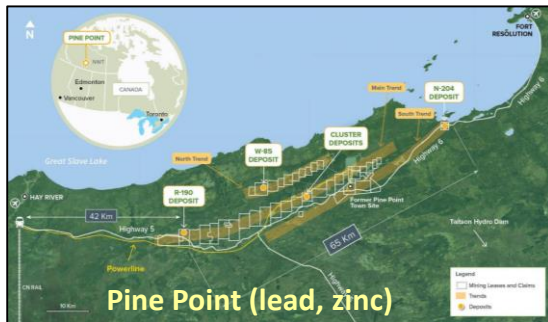 N
PINE POINT
NWT
CANADA
Edmonton
Vancouver
Toronto
FORT
RESOLUTION
Great Slave Lake
Main Trend
N-204
DEPOSIT
South Trend
Highway 6
CLUSTER
DEPOSITS
Highway 6
W-85
DEPOSIT
North Trend
R-190
DEPOSIT
Former Pine Point
Town Site
HAY RIVER
42 Km
Highway 5
65 Km
Taltson Hydro Dam
Powerline
CN RAIL
10 Km
Pine Point (lead, zinc)
Legend
Mining Leases and Claims
Trends
Deposits